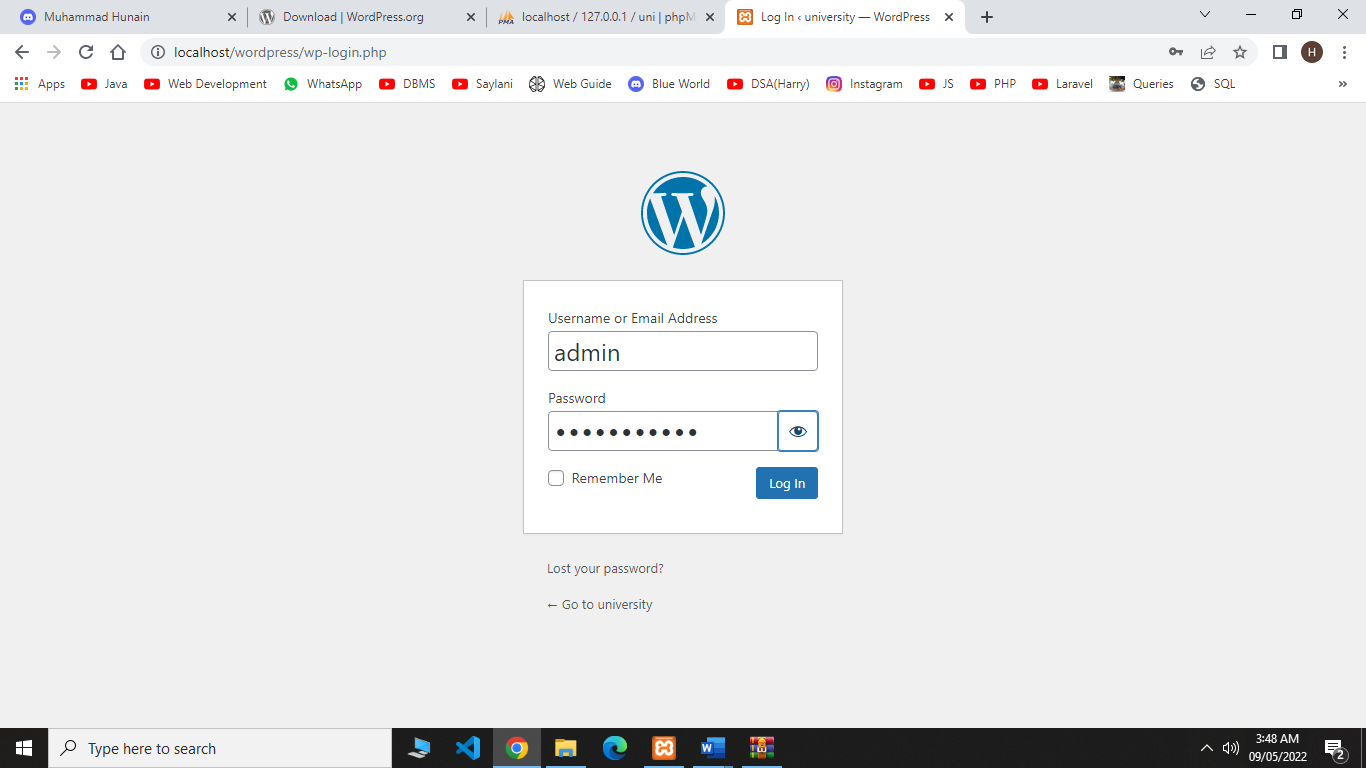 Muhammad Hunain
Download | WordPress.org
localhost / 127.0.0.1 / uni | phpM
Log In ‹ university — WordPress
localhost/wordpress/wp-login.php
H
Apps Java Web Development WhatsApp DBMS Saylani Web Guide Blue World DSA(Harry) Instagram JS PHP Laravel Queries SQL »
Username or Email Address
admin
Password
Remember Me
Log In
Lost your password?
← Go to university
Type here to search
3:48 AM
09/05/2022
2